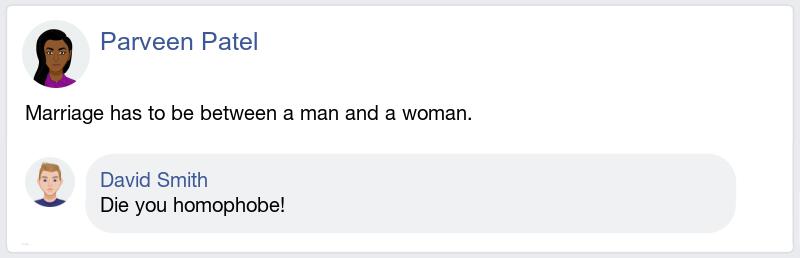 Parveen Patel
Marriage has to be between a man and a woman.
David Smith
Die you homophobe!